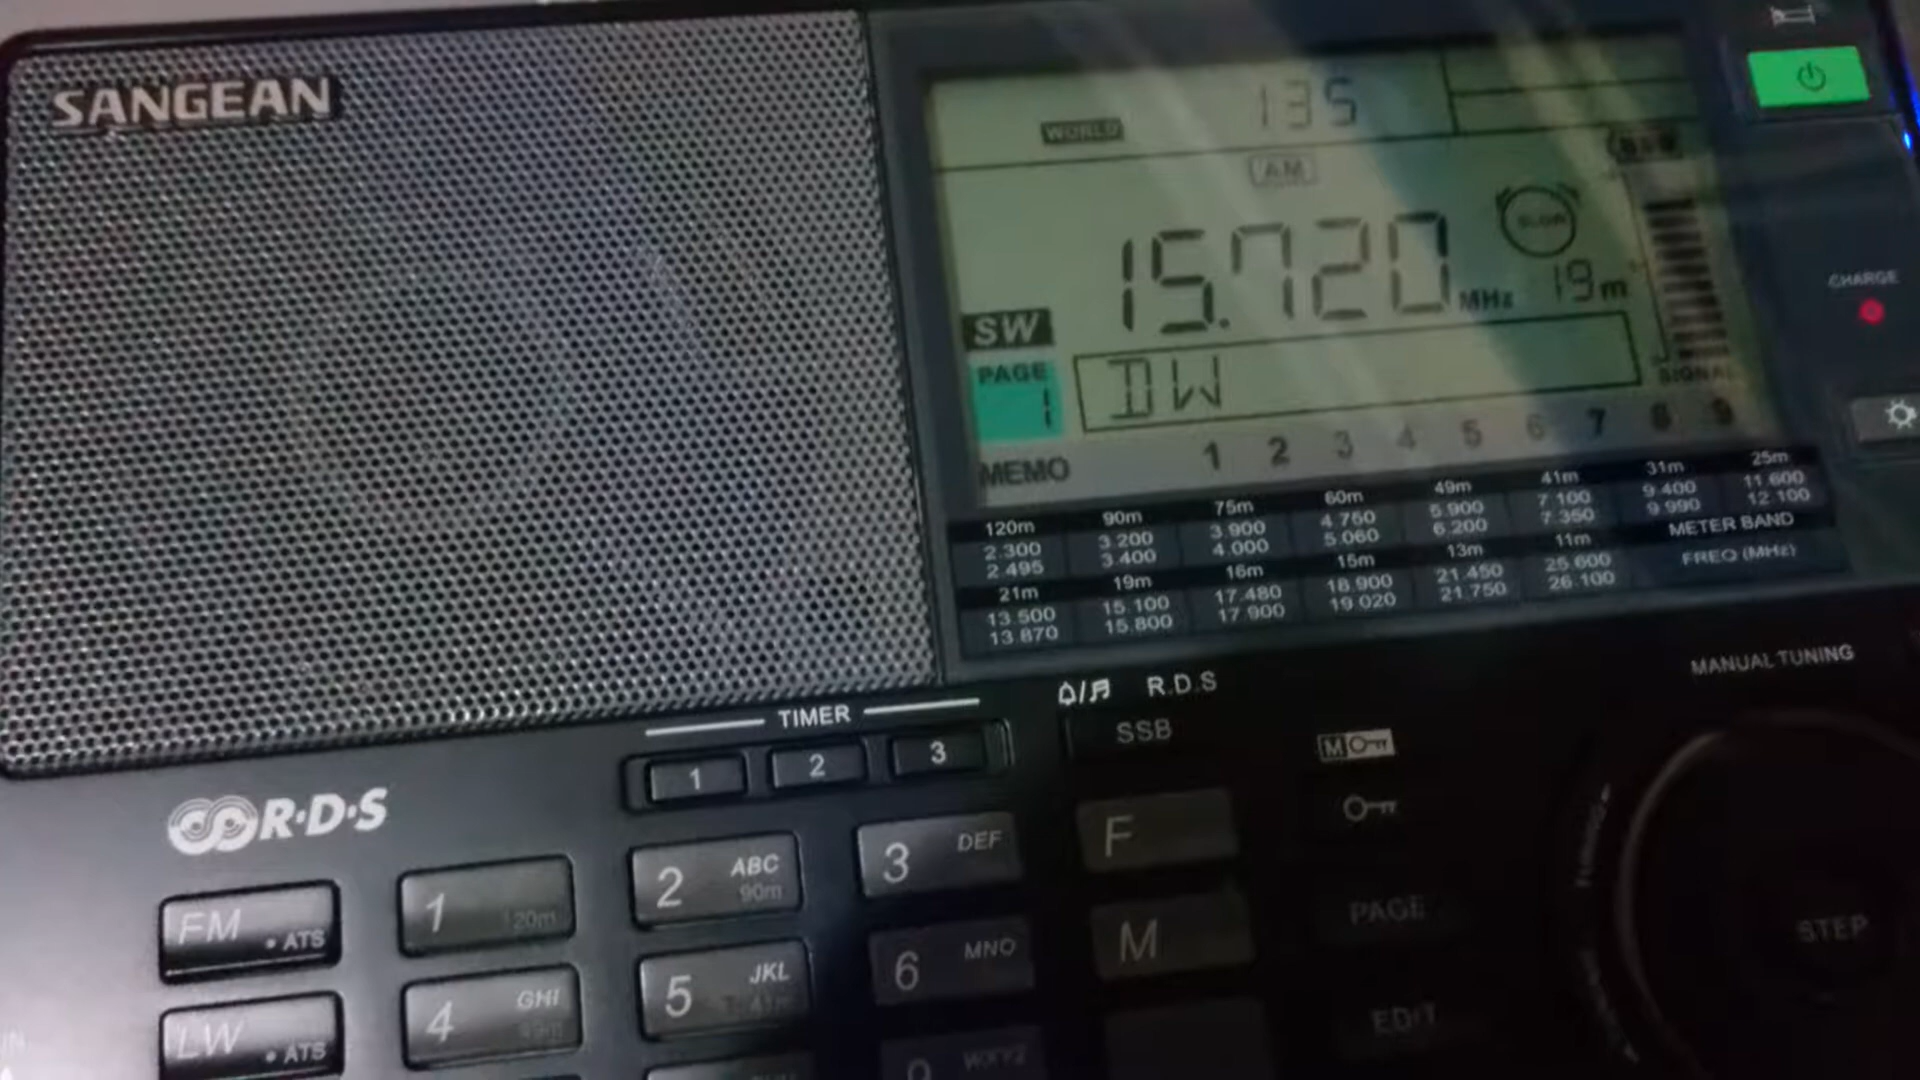 SANGEAN
135
WORLD
AM
15.720 MHz
SLOW
19m
SW
PAGE
1
DW
SIGNAL
MEMO 1 2 3 4 5 6 7 8 9
120m 90m 75m 60m 49m 41m 31m 25m
2.300 3.200 3.900 4.750 5.900 7.100 9.400 11.600
2.495 3.400 4.000 5.060 6.200 7.350 9.990 12.100
21m 19m 16m 15m 13m 11m METER BAND
13.500 15.100 17.480 18.900 21.450 25.600 FREQ (MHz)
13.870 15.800 17.900 19.020 21.750 26.100
CHARGE
MANUAL TUNING
TIMER
1 2 3
R.D.S
SSB
R·D·S
FM • ATS
1 120m
2 ABC 90m
3 DEF
F
M
PAGE
STEP
LW • ATS
4 GHI 49m
5 JKL 41m
6 MNO
EDIT
9 WXYZ